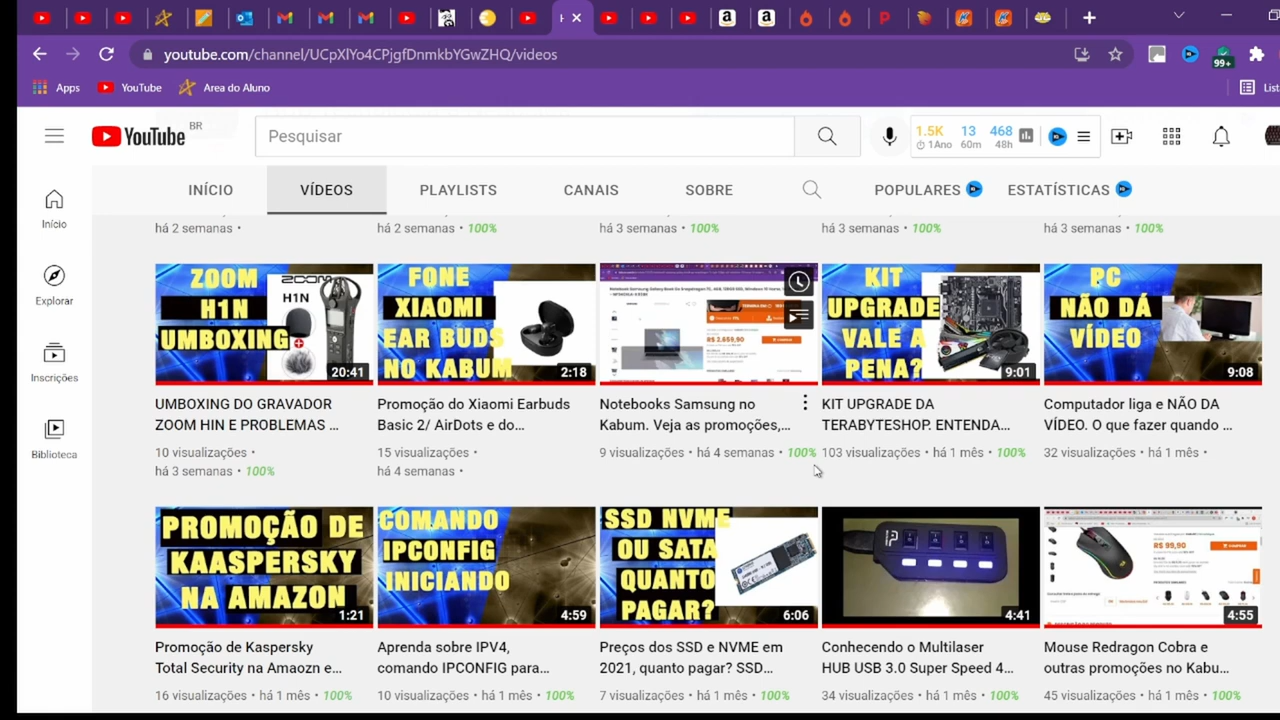 youtube.com/channel/UCpXlYo4CPjgfDnmkbYGwZHQ/videos
99+
Apps YouTube Area do Aluno List
YouTube BR
Pesquisar
1.5K 13 468
1Ano 60m 48h
INÍCIO VÍDEOS PLAYLISTS CANAIS SOBRE POPULARES ESTATÍSTICAS
Início
Explorar
Inscrições
Biblioteca
há 2 semanas •
há 2 semanas • 100%
há 3 semanas • 100%
há 3 semanas • 100%
há 3 semanas • 100%
ZOOM
H1N
UMBOXING
ZOOM
H1N
20:41
FONE
XIAOMI
EAR BUDS
NO KABUM
2:18
R$ 2.659,90
KIT
UPGRADE
VALE A
PENA?
9:01
PC
NÃO DÁ
VÍDEO
9:08
UMBOXING DO GRAVADOR
ZOOM HIN E PROBLEMAS ...
10 visualizações •
há 3 semanas • 100%
Promoção do Xiaomi Earbuds
Basic 2/ AirDots e do...
15 visualizações •
há 4 semanas •
Notebooks Samsung no
Kabum. Veja as promoções,...
9 visualizações • há 4 semanas • 100%
KIT UPGRADE DA
TERABYTESHOP. ENTENDA...
103 visualizações • há 1 mês • 100%
Computador liga e NÃO DA
VÍDEO. O que fazer quando ...
32 visualizações • há 1 mês •
PROMOÇÃO DE
KAASPERSKY
NA AMAZON
1:21
COMANDO
IPCONFIG
INICIANDO
4:59
SSD NVME
OU SATA
QUANTO
PAGAR?
6:06
4:41
R$ 99,90
4:55
Promoção de Kaspersky
Total Security na Amaozn e...
16 visualizações • há 1 mês • 100%
Aprenda sobre IPV4,
comando IPCONFIG para...
10 visualizações • há 1 mês • 100%
Preços dos SSD e NVME em
2021, quanto pagar? SSD...
7 visualizações • há 1 mês • 100%
Conhecendo o Multilaser
HUB USB 3.0 Super Speed 4...
34 visualizações • há 1 mês • 100%
Mouse Redragon Cobra e
outras promoções no Kabu...
45 visualizações • há 1 mês • 100%